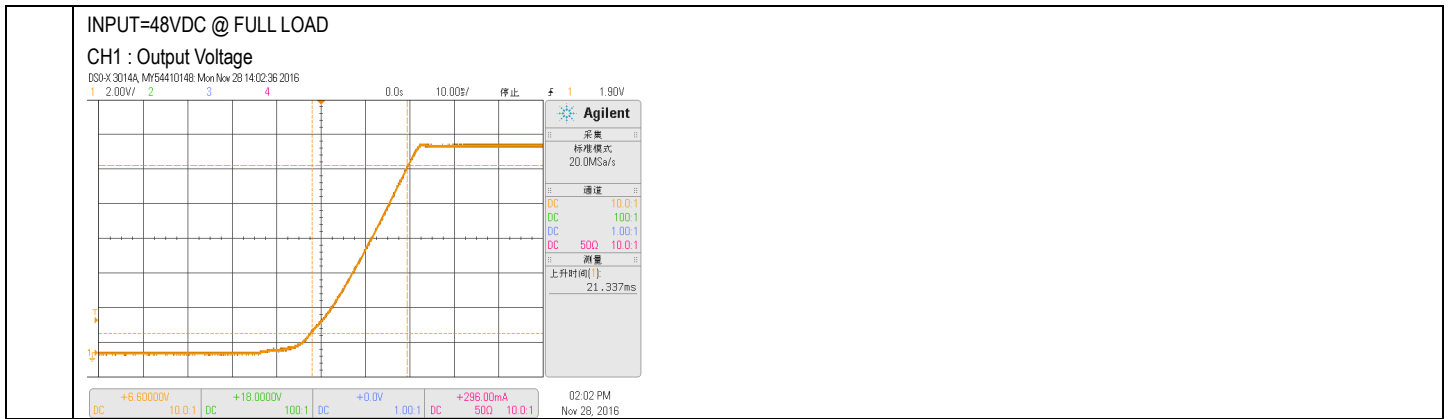 INPUT=48VDC @ FULL LOAD
CH1 : Output Voltage
DSO-X 3014A, MY54410148: Mon Nov 28 14:02:36 2016
1 2.00V/ 2 3 4 0.0s 10.00ms/ 停止 1 1.90V
Agilent
采集
标准模式
20.0MSa/s
通道
DC 10.0:1
DC 100:1
DC 1.00:1
DC 50Ω 10.0:1
测量
上升时间(1):
21.337ms
T
1
+6.60000V +18.0000V +0.0V +296.00mA
DC 10.0:1 DC 100:1 DC 1.00:1 DC 50Ω 10.0:1
02:02 PM
Nov 28, 2016